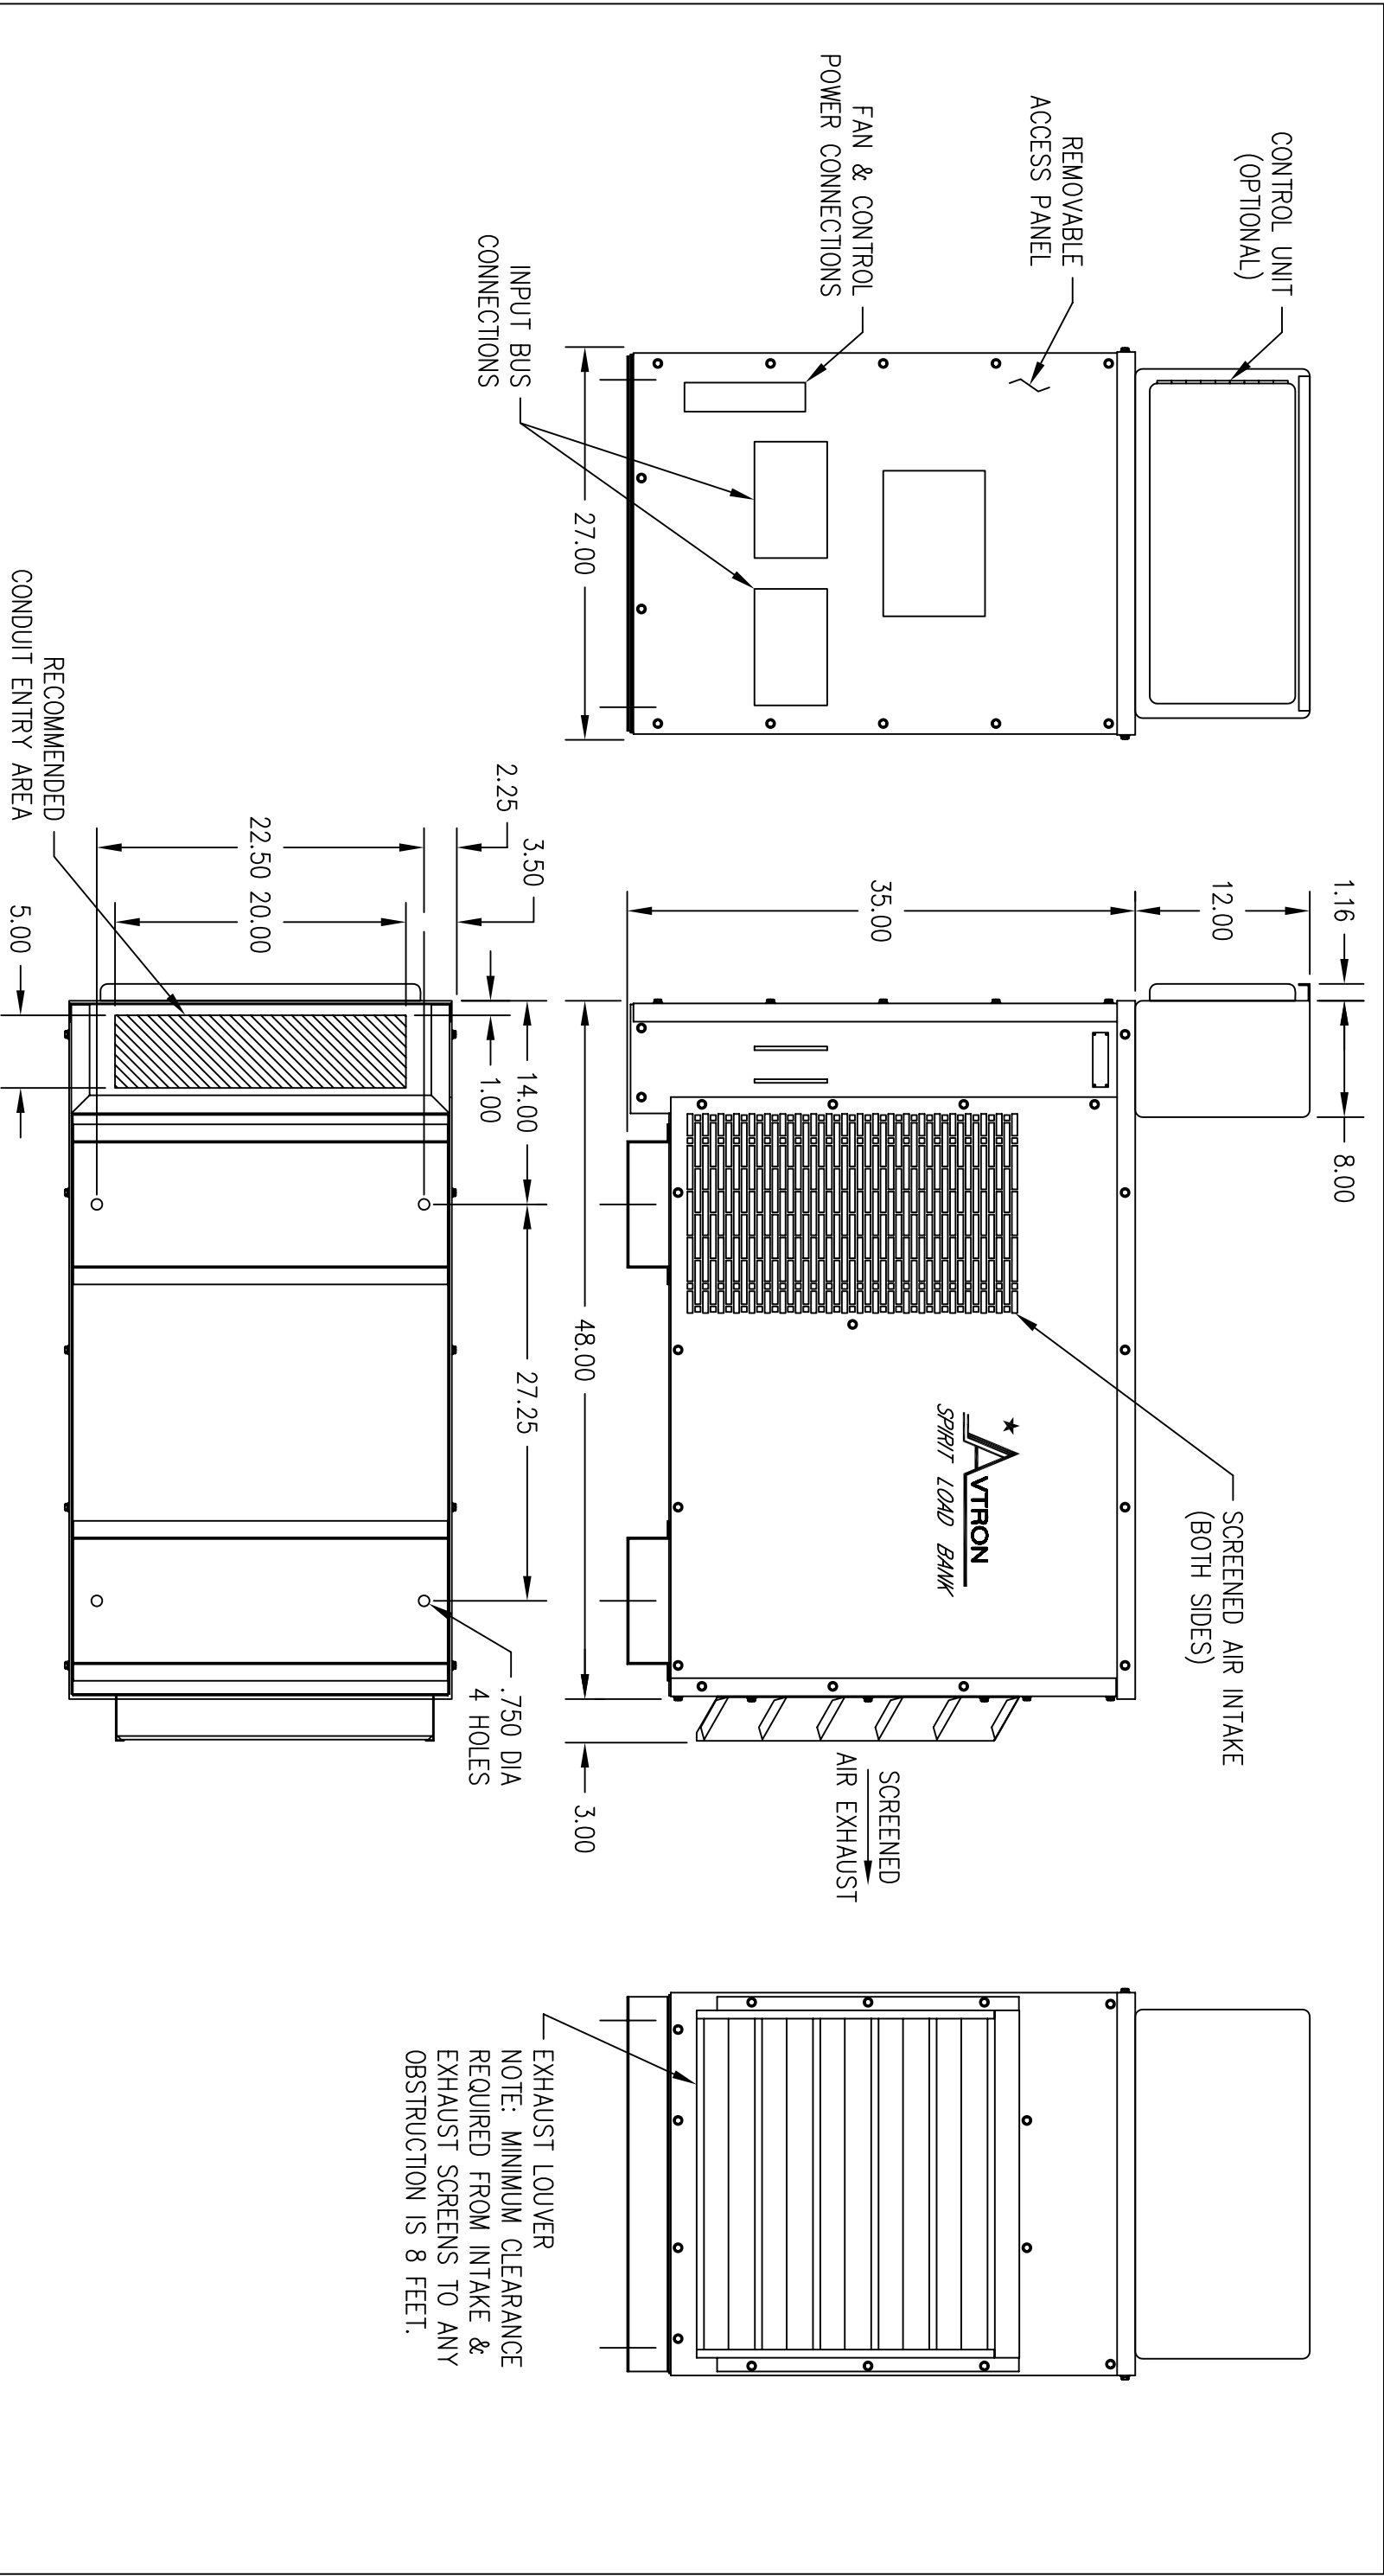 CONTROL UNIT
(OPTIONAL)
REMOVABLE
ACCESS PANEL
FAN & CONTROL
POWER CONNECTIONS
INPUT BUS
CONNECTIONS
27.00
1.16
8.00
12.00
35.00
SCREENED AIR INTAKE
(BOTH SIDES)
AVTRON
SPIRIT LOAD BANK
SCREENED
AIR EXHAUST
48.00
3.00
EXHAUST LOUVER
NOTE: MINIMUM CLEARANCE
REQUIRED FROM INTAKE &
EXHAUST SCREENS TO ANY
OBSTRUCTION IS 8 FEET.
3.50
2.25
14.00
27.25
1.00
22.50
20.00
.750 DIA
4 HOLES
RECOMMENDED
CONDUIT ENTRY AREA
5.00